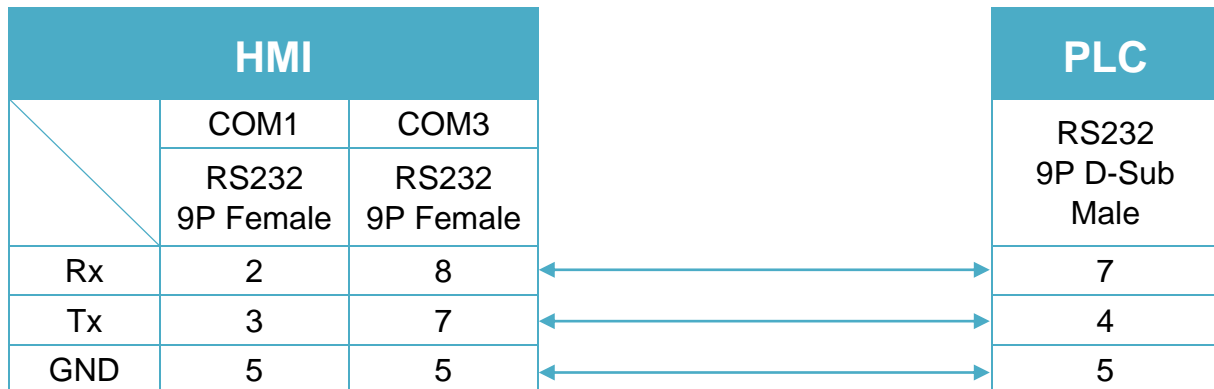 HMI PLC
COM1 COM3
RS232
9P Female
RS232
9P Female
RS232
9P D-Sub
Male
Rx 2 8 7
Tx 3 7 4
GND 5 5 5